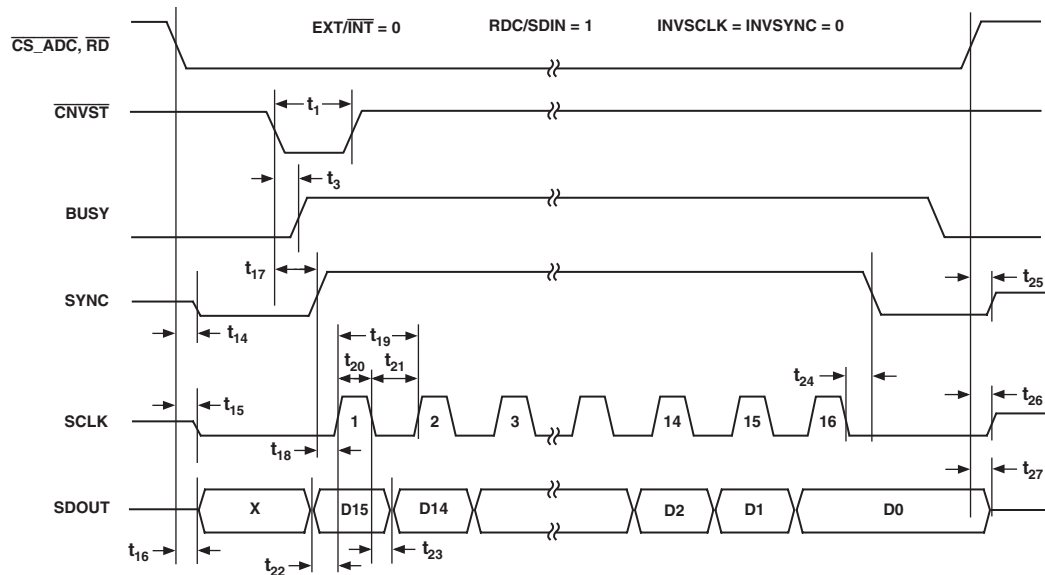 EXT/INT = 0 RDC/SDIN = 1 INVSCLK = INVSYNC = 0
CS_ADC, RD
CNVST
t1
t3
BUSY
t17
SYNC
t25
t14
t19
t20 t21
t24
t15
t26
SCLK
1 2 3 14 15 16
t18
t27
SDOUT
X D15 D14 D2 D1 D0
t16
t22
t23